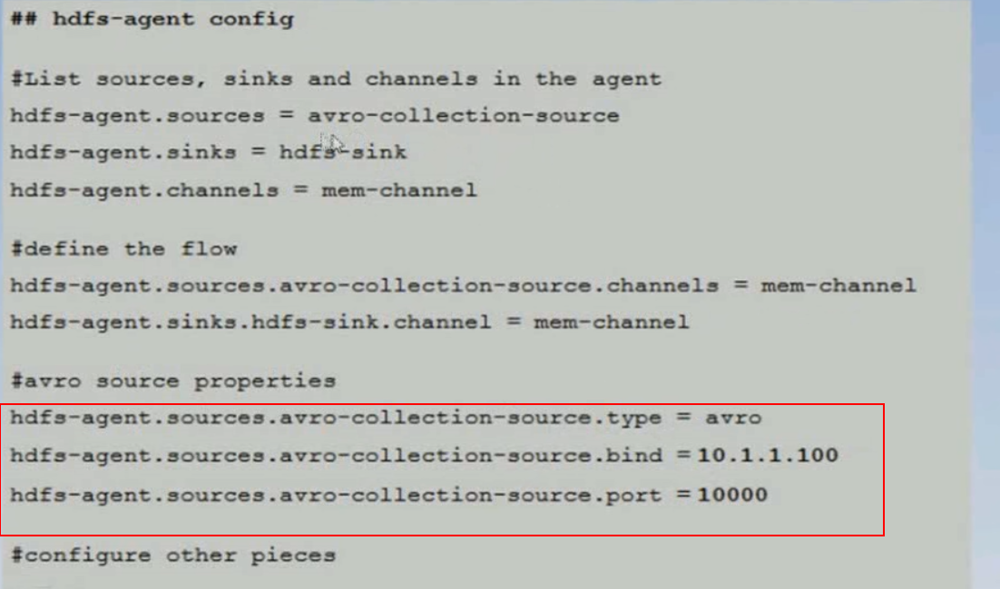 ## hdfs-agent config
#List sources, sinks and channels in the agent
hdfs-agent.sources = avro-collection-source
hdfs-agent.sinks = hdfs-sink
hdfs-agent.channels = mem-channel
#define the flow
hdfs-agent.sources.avro-collection-source.channels = mem-channel
hdfs-agent.sinks.hdfs-sink.channel = mem-channel
#avro source properties
hdfs-agent.sources.avro-collection-source.type = avro
hdfs-agent.sources.avro-collection-source.bind = 10.1.1.100
hdfs-agent.sources.avro-collection-source.port = 10000
#configure other pieces